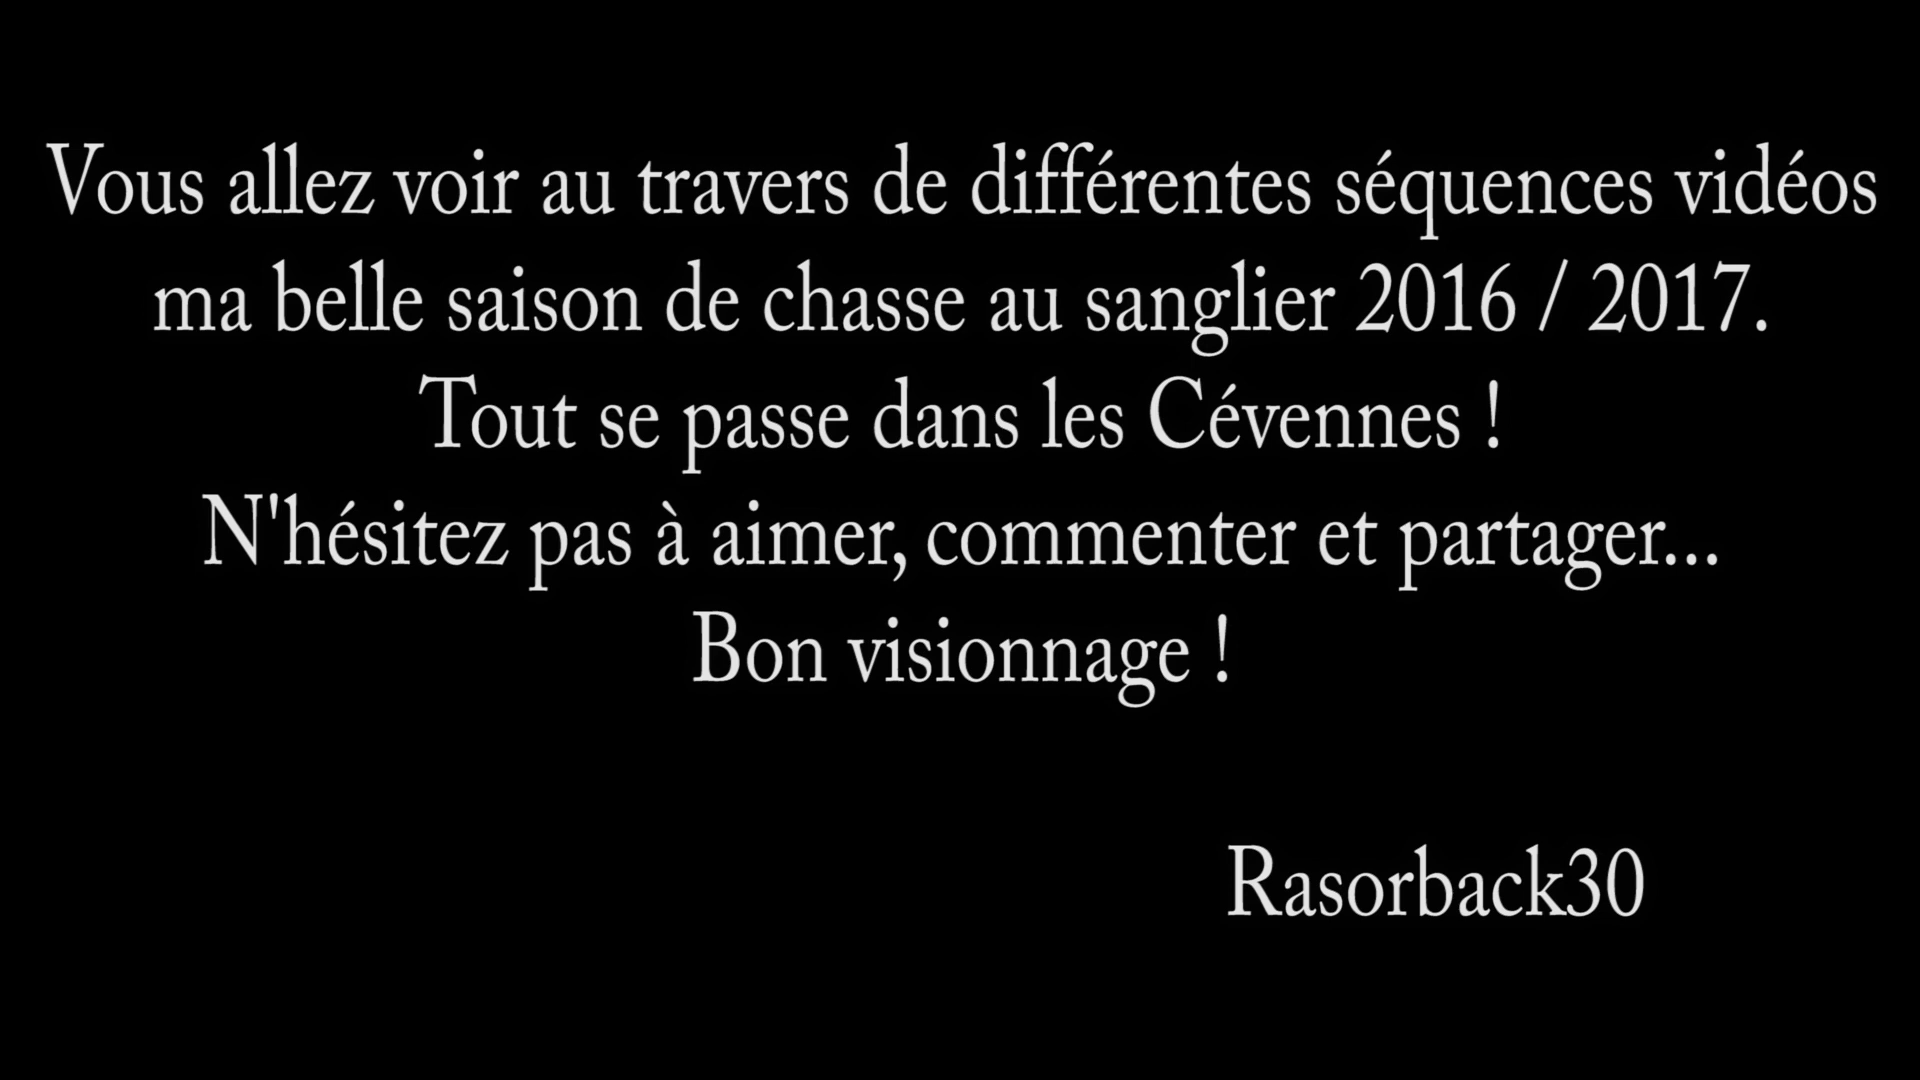 Vous allez voir au travers de différentes séquences vidéos
ma belle saison de chasse au sanglier 2016 / 2017.
Tout se passe dans les Cévennes !
N'hésitez pas à aimer, commenter et partager...
Bon visionnage !
Rasorback30